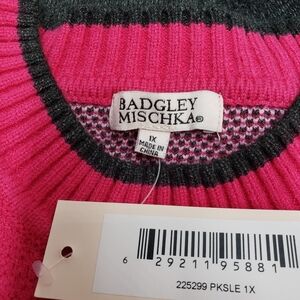 BADGLEY
MISCHKA®
1X
MADE IN
CHINA
6 29211 95881
225299 PKSLE 1X